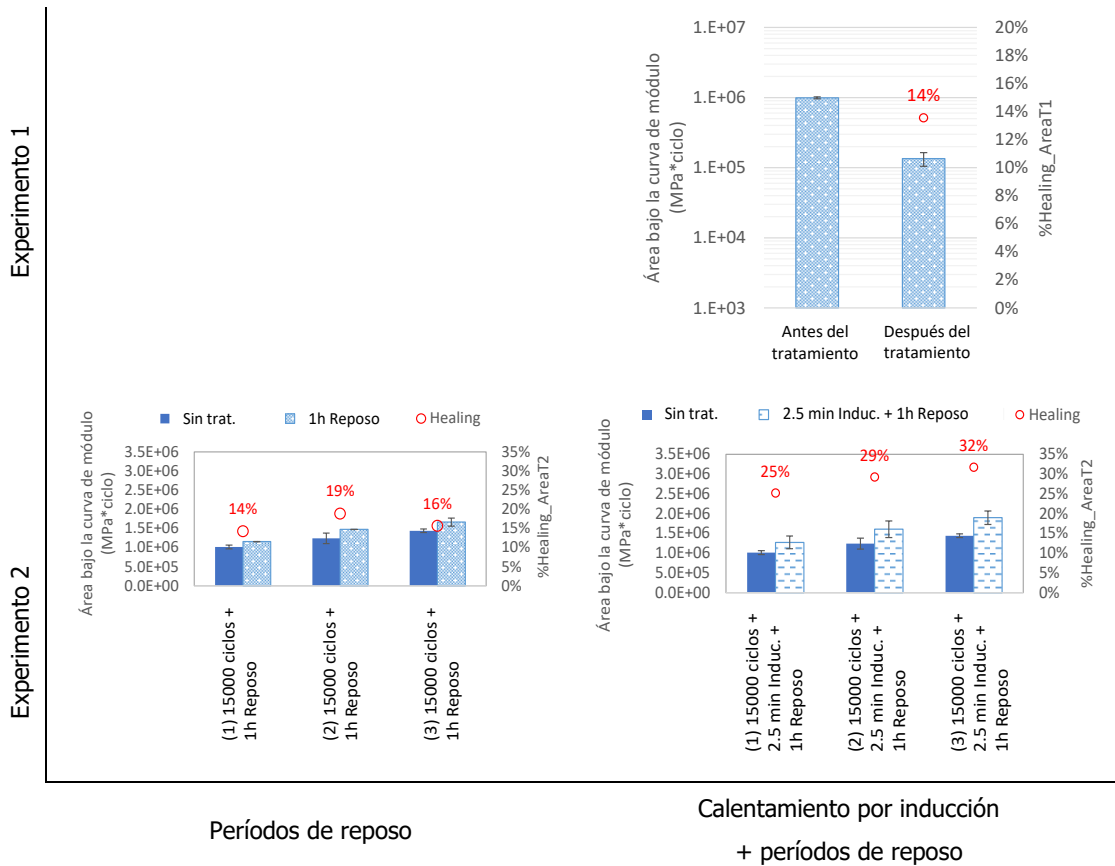 Experimento 1
Área bajo la curva de módulo
(MPa*ciclo)
1.E+07
1.E+06
1.E+05
1.E+04
1.E+03
14%
20%
18%
16%
14%
12%
10%
8%
6%
4%
2%
0%
%Healing_AreaT1
Antes del
tratamiento
Después del
tratamiento
Experimento 2
Sin trat.
1h Reposo
Healing
Área bajo la curva de módulo
(MPa*ciclo)
3.5E+06
3.0E+06
2.5E+06
2.0E+06
1.5E+06
1.0E+06
5.0E+05
0.0E+00
14%
19%
16%
35%
30%
25%
20%
15%
10%
5%
0%
%Healing_AreaT2
(1) 15000 ciclos +
1h Reposo
(2) 15000 ciclos +
1h Reposo
(3) 15000 ciclos +
1h Reposo
Sin trat.
2.5 min Induc. + 1h Reposo
Healing
Área bajo la curva de módulo
(MPa*ciclo)
3.5E+06
3.0E+06
2.5E+06
2.0E+06
1.5E+06
1.0E+06
5.0E+05
0.0E+00
25%
29%
32%
35%
30%
25%
20%
15%
10%
5%
0%
%Healing_AreaT2
(1) 15000 ciclos +
2.5 min Induc. +
1h Reposo
(2) 15000 ciclos +
2.5 min Induc. +
1h Reposo
(3) 15000 ciclos +
2.5 min Induc. +
1h Reposo
Períodos de reposo
Calentamiento por inducción
+ períodos de reposo